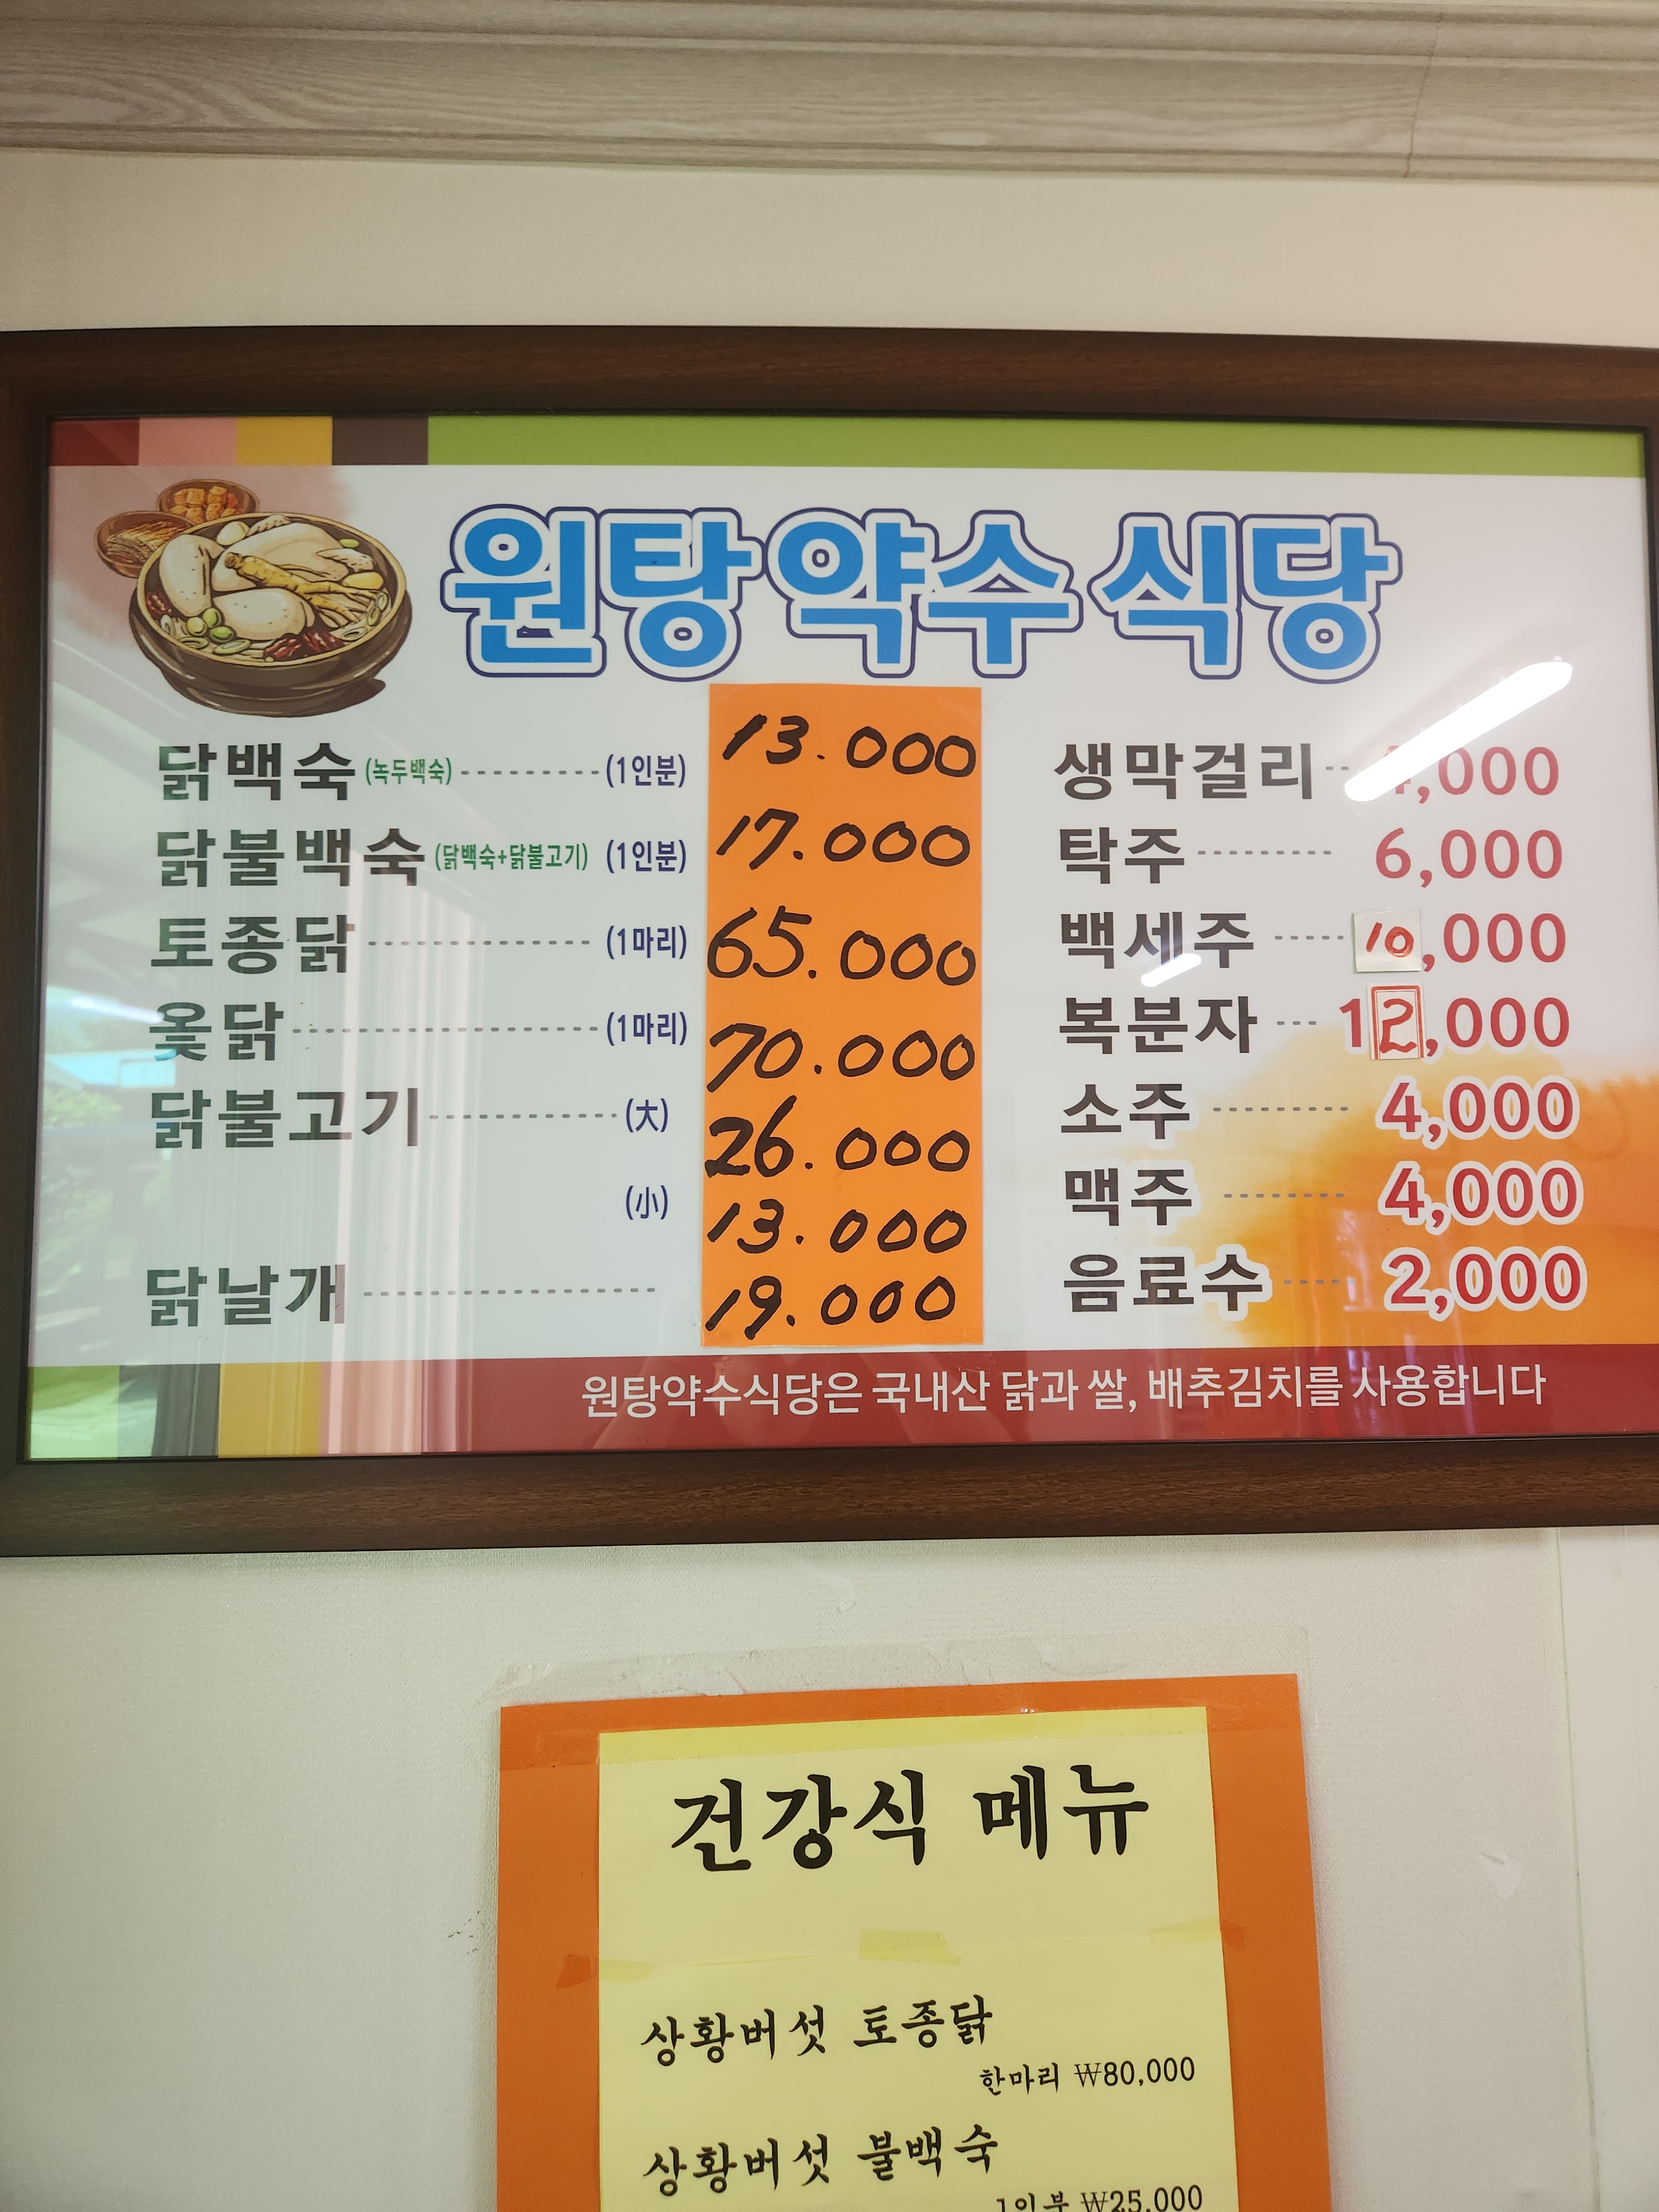 원탕약수식당
닭백숙 (녹두백숙) --------- (1인분) 13.000
닭불백숙 (닭백숙+닭불고기) (1인분) 17.000
토종닭 -------------- (1마리) 65.000
옻닭 ------------------- (1마리) 70.000
닭불고기 ------------ (大) 26.000
(小) 13.000
닭날개 ------------------ 19.000
생막걸리 -- 4,000
탁주 --------- 6,000
백세주 ----- 10,000
복분자 --- 12,000
소주 --------- 4,000
맥주 -------- 4,000
음료수 ---- 2,000
원탕약수식당은 국내산 닭과 쌀, 배추김치를 사용합니다
건강식 메뉴
상황버섯 토종닭
한마리 ₩80,000
상황버섯 불백숙
1인분 ₩25,000